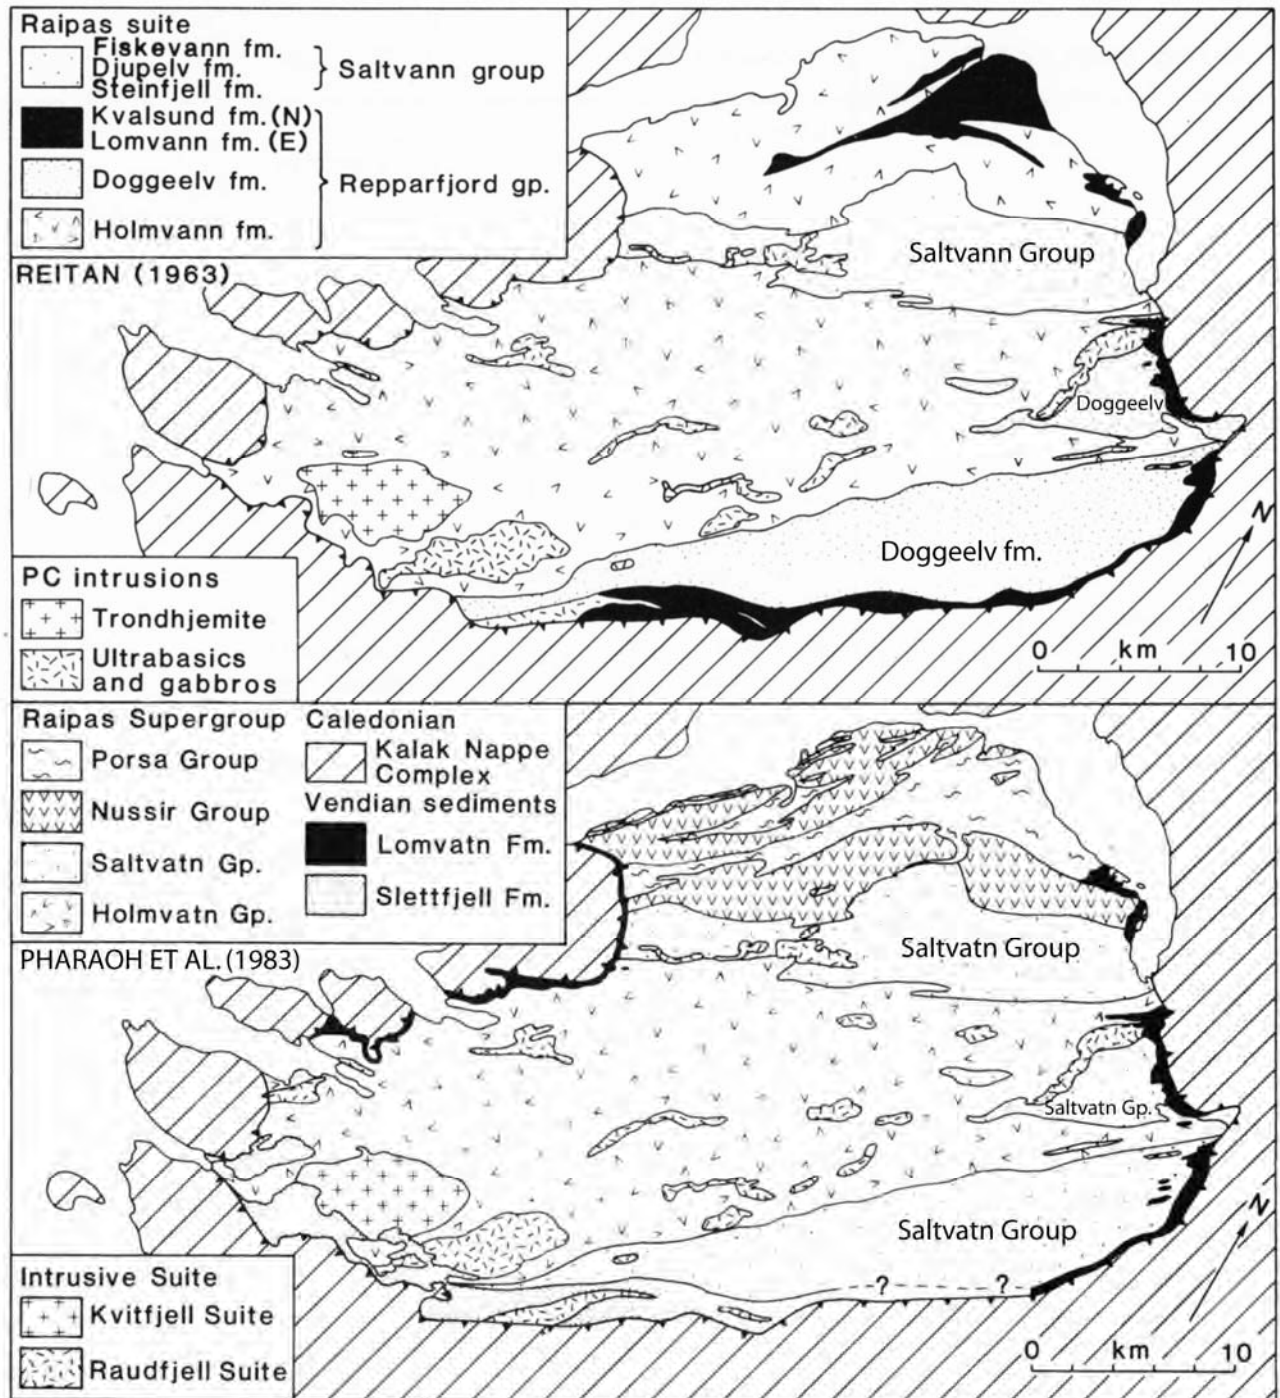 Raipas suite
Fiskevann fm.
Djupelv fm.
Steinfjell fm.
Saltvann group
Kvalsund fm. (N)
Lomvann fm. (E)
Doggeelv fm.
Repparfjord gp.
Holmvann fm.
REITAN (1963)
Saltvann Group
Doggeelv
Doggeelv fm.
N
PC intrusions
Trondhjemite
Ultrabasics
and gabbros
0 km 10
Raipas Supergroup
Porsa Group
Nussir Group
Saltvatn Gp.
Holmvatn Gp.
Caledonian
Kalak Nappe
Complex
Vendian sediments
Lomvatn Fm.
Slettfjell Fm.
PHARAOH ET AL. (1983)
Saltvatn Group
Saltvatn Gp.
Saltvatn Group
? ?
N
Intrusive Suite
Kvitfjell Suite
Raudfjell Suite
0 km 10